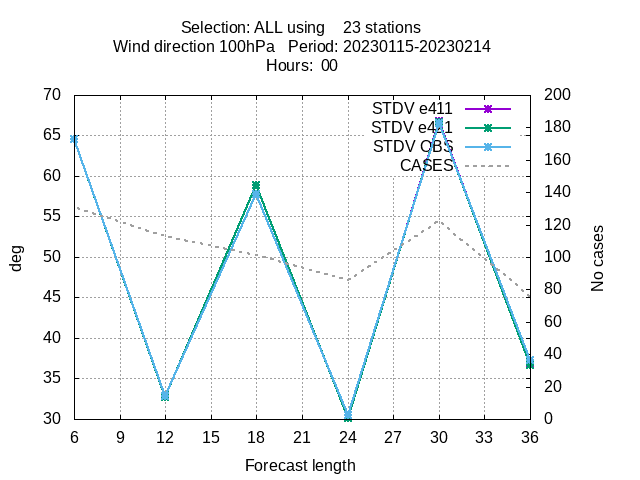 Selection: ALL using    23 stations
Wind direction 100hPa   Period: 20230115-20230214
Hours:  00
STDV e411
STDV e421
STDV OBS
CASES
70
65
60
55
50
45
40
35
30
200
180
160
140
120
100
80
60
40
20
0
deg
No cases
6 9 12 15 18 21 24 27 30 33 36
Forecast length